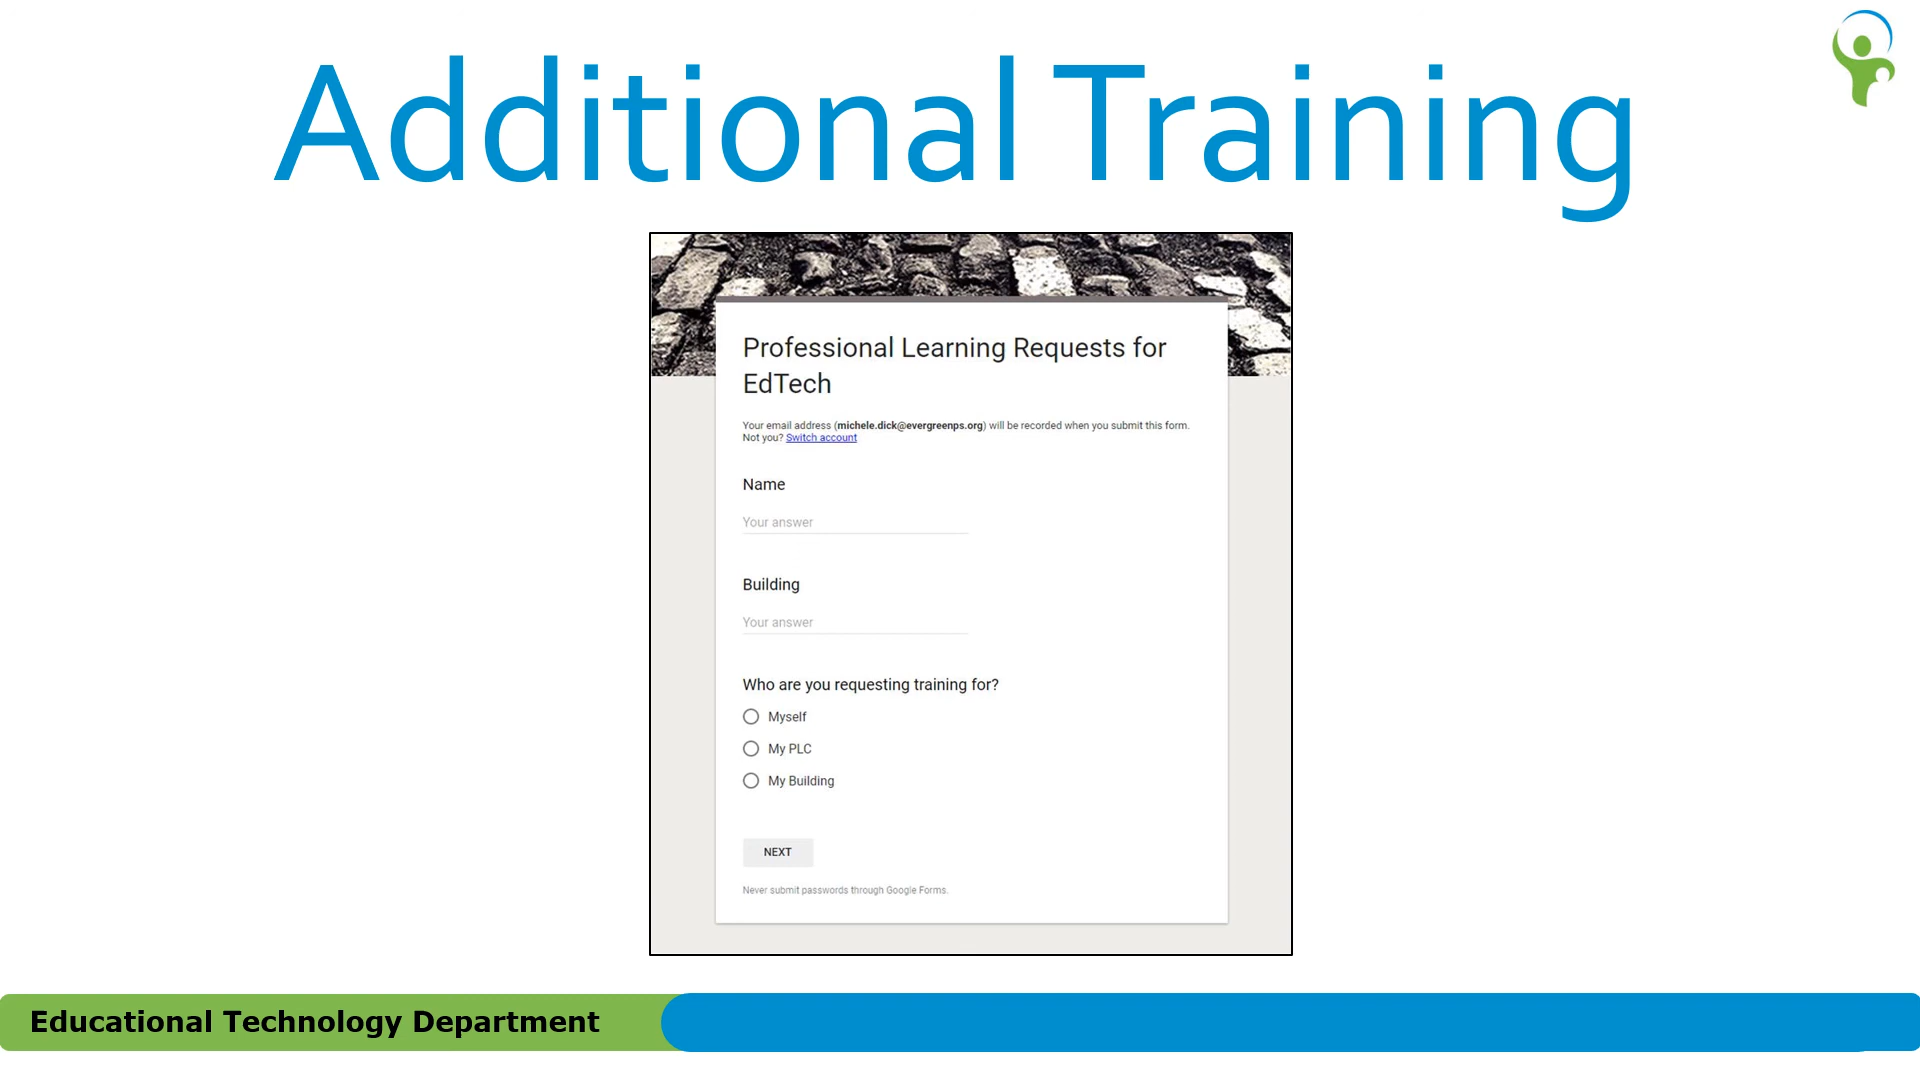 Additional Training
Professional Learning Requests for
EdTech
Your email address (michele.dick@evergreenps.org) will be recorded when you submit this form.
Not you? Switch account
Name
Your answer
Building
Your answer
Who are you requesting training for?
Myself
My PLC
My Building
NEXT
Never submit passwords through Google Forms.
Educational Technology Department